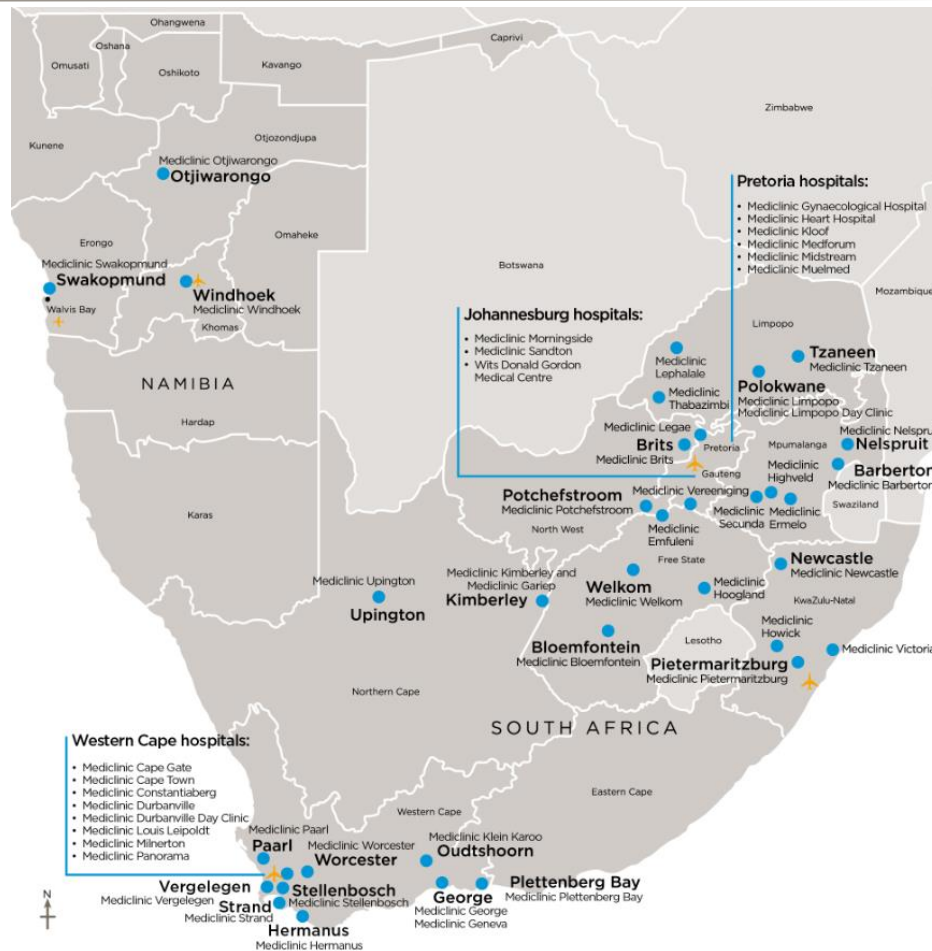 Ohangwena
Oshana
Omusati
Oshikoto
Kavango
Caprivi
Zimbabwe
Kunene
Otjozondjupa
Mediclinic Otjiwarongo
Otjiwarongo
Omaheke
Erongo
Mediclinic Swakopmund
Swakopmund
Walvis Bay
Windhoek
Mediclinic Windhoek
Khomas
Botswana
Mozambique
NAMIBIA
Hardap
Karas
Pretoria hospitals:
• Mediclinic Gynaecological Hospital
• Mediclinic Heart Hospital
• Mediclinic Kloof
• Mediclinic Medforum
• Mediclinic Midstream
• Mediclinic Muelmed
Johannesburg hospitals:
• Mediclinic Morningside
• Mediclinic Sandton
• Wits Donald Gordon
Medical Centre
Limpopo
Mediclinic
Lephalale
Mediclinic
Thabazimbi
Tzaneen
Mediclinic Tzaneen
Polokwane
Mediclinic Limpopo
Mediclinic Limpopo Day Clinic
Mediclinic Legae
Brits
Mediclinic Brits
Pretoria
Gauteng
Mpumalanga
Mediclinic Nelspru
Nelspruit
Barberton
Mediclinic Barberton
Mediclinic
Highveld
Swaziland
Potchefstroom
Mediclinic Potchefstroom
Mediclinic Vereeniging
Mediclinic
Secunda
Mediclinic
Ermelo
North West
Mediclinic
Emfuleni
Free State
Newcastle
Mediclinic Newcastle
KwaZulu-Natal
Mediclinic Upington
Upington
Mediclinic Kimberley and
Mediclinic Gariep
Kimberley
Welkom
Mediclinic Welkom
Mediclinic
Hoogland
Bloemfontein
Mediclinic Bloemfontein
Lesotho
Mediclinic
Howick
Mediclinic Victoria
Pietermaritzburg
Mediclinic Pietermaritzburg
Northern Cape
SOUTH AFRICA
Eastern Cape
Western Cape
Western Cape hospitals:
• Mediclinic Cape Gate
• Mediclinic Cape Town
• Mediclinic Constantiaberg
• Mediclinic Durbanville
• Mediclinic Durbanville Day Clinic
• Mediclinic Louis Leipoldt
• Mediclinic Milnerton
• Mediclinic Panorama
Mediclinic Paarl
Paarl
Mediclinic Worcester
Worcester
Mediclinic Klein Karoo
Oudtshoorn
Vergelegen
Mediclinic Vergelegen
Stellenbosch
Mediclinic Stellenbosch
Strand
Mediclinic Strand
Hermanus
Mediclinic Hermanus
George
Mediclinic George
Mediclinic Geneva
Plettenberg Bay
Mediclinic Plettenberg Bay
N